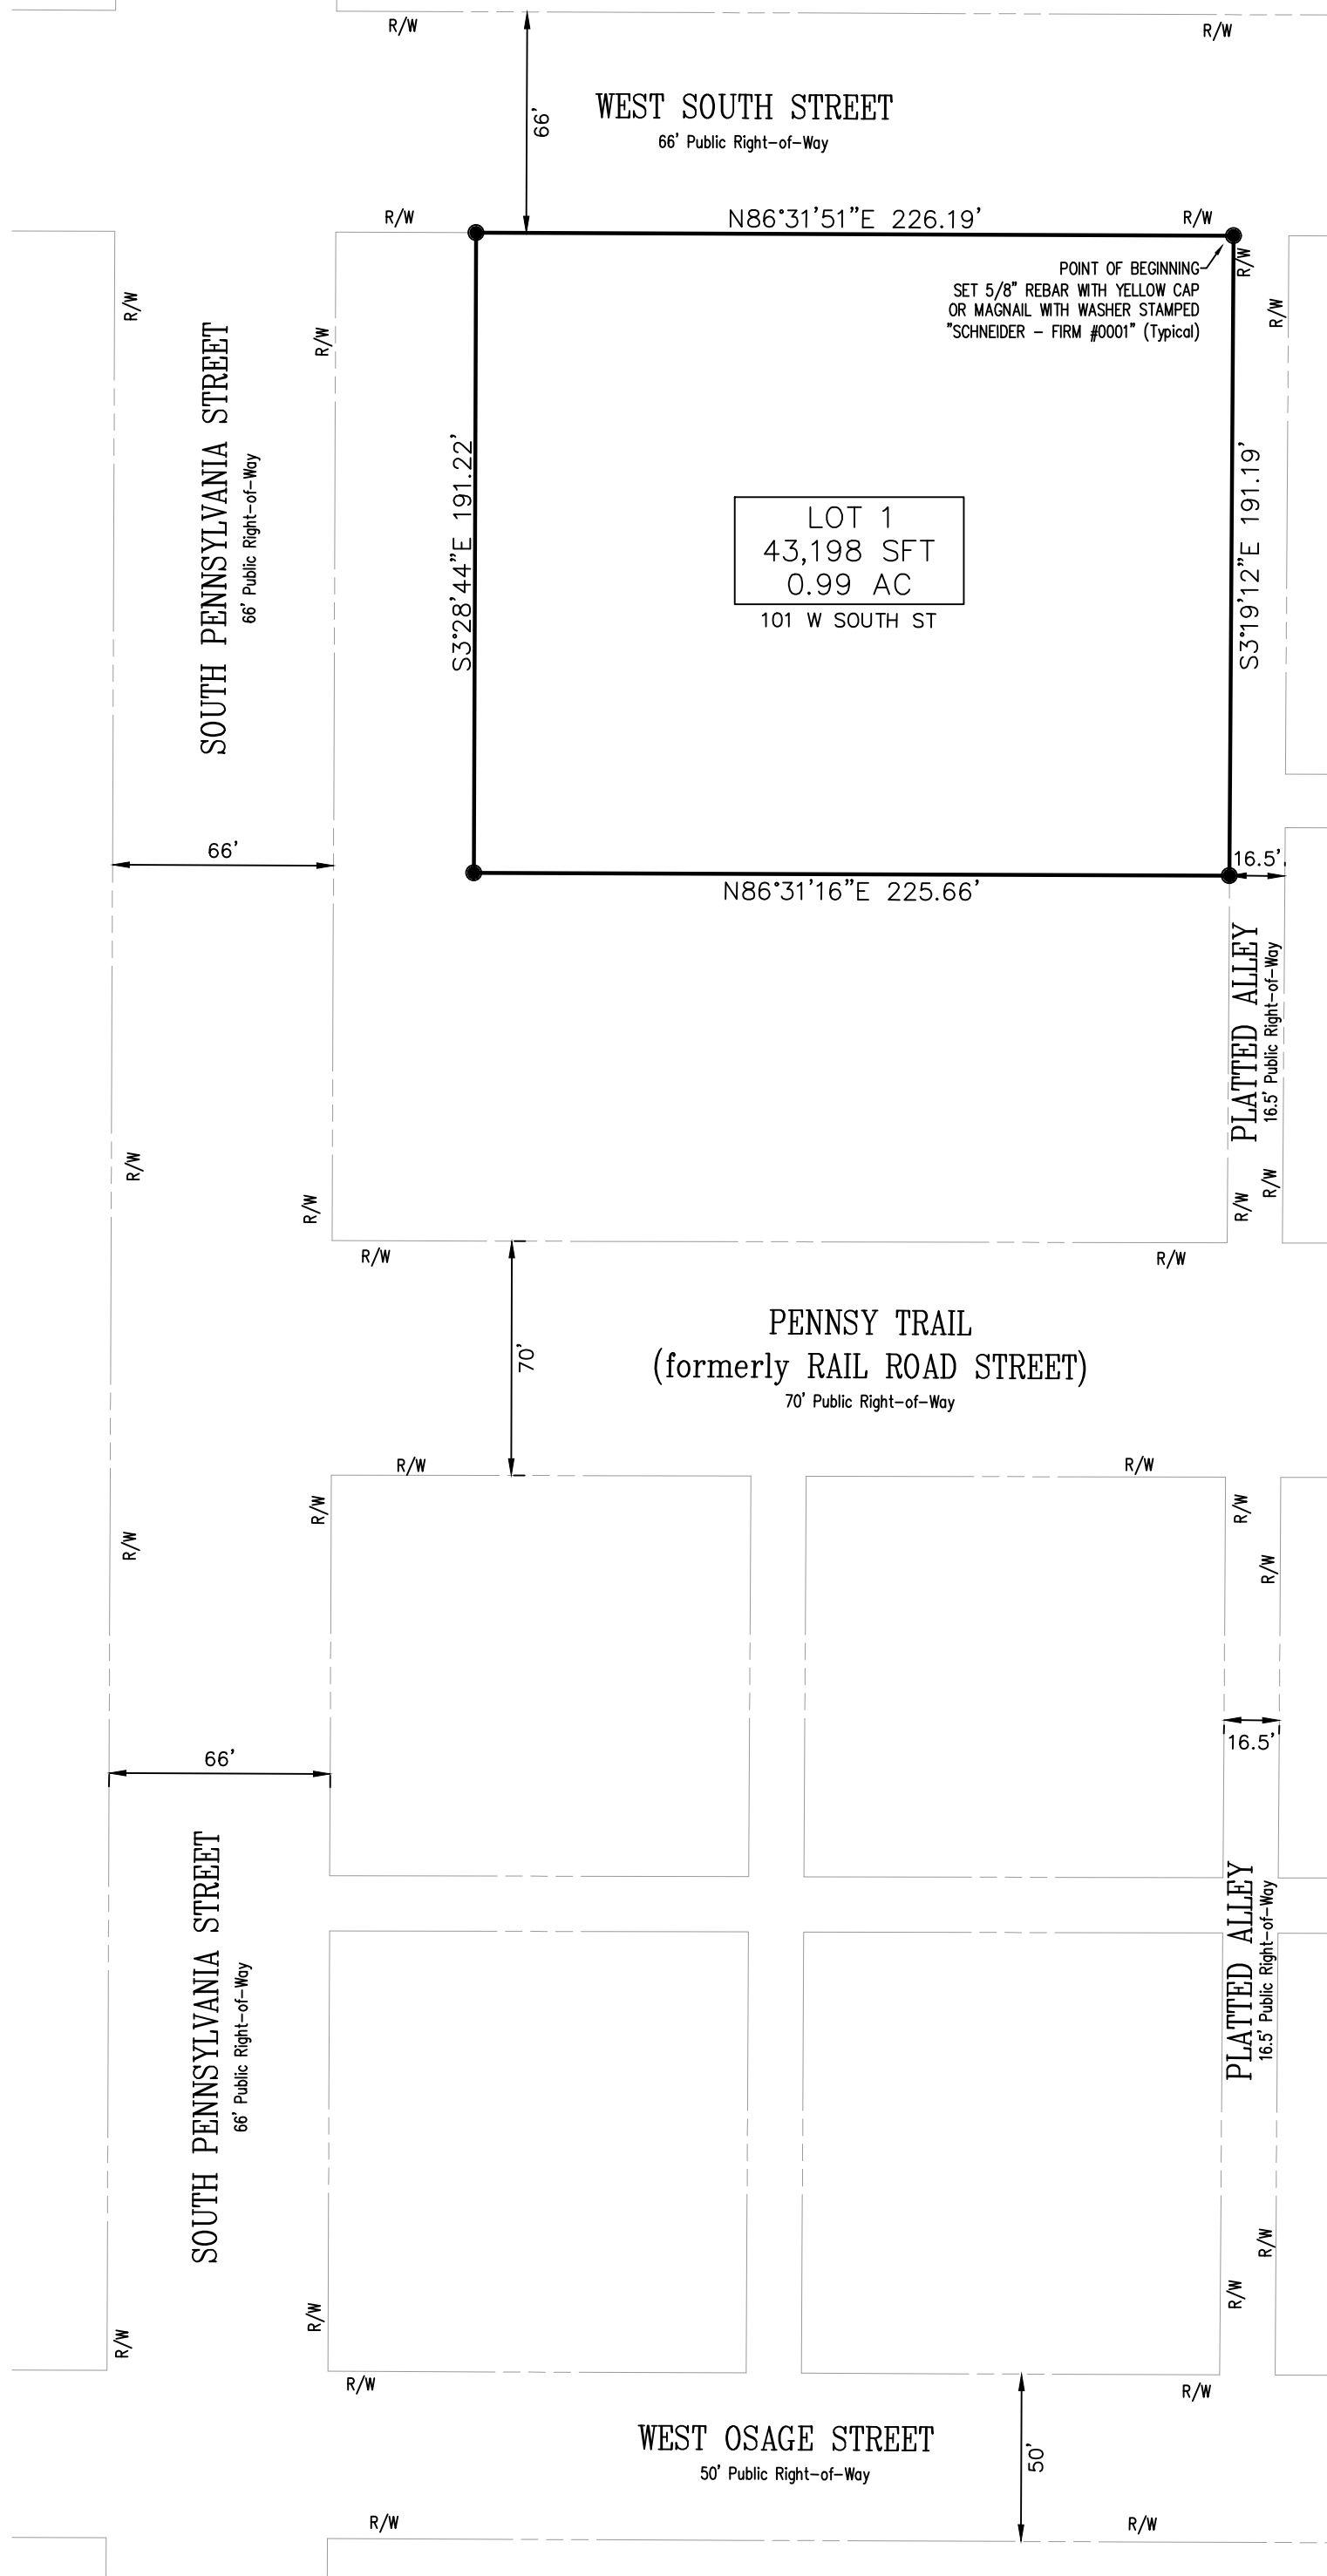 R/W
R/W
66'
WEST SOUTH STREET
66' Public Right-of-Way
R/W
N86°31'51"E 226.19'
R/W
R/W
POINT OF BEGINNING
SET 5/8" REBAR WITH YELLOW CAP
OR MAGNAIL WITH WASHER STAMPED
"SCHNEIDER - FIRM #0001" (Typical)
R/W
R/W
R/W
SOUTH PENNSYLVANIA STREET
66' Public Right-of-Way
S3°28'44"E 191.22'
LOT 1
43,198 SFT
0.99 AC
101 W SOUTH ST
S3°19'12"E 191.19'
66'
16.5'
N86°31'16"E 225.66'
PLATTED ALLEY
16.5' Public Right-of-Way
R/W
R/W
R/W
R/W
R/W
R/W
70'
PENNSY TRAIL
(formerly RAIL ROAD STREET)
70' Public Right-of-Way
R/W
R/W
R/W
R/W
R/W
R/W
16.5'
66'
SOUTH PENNSYLVANIA STREET
66' Public Right-of-Way
PLATTED ALLEY
16.5' Public Right-of-Way
R/W
R/W
R/W
R/W
R/W
R/W
WEST OSAGE STREET
50' Public Right-of-Way
50'
R/W
R/W